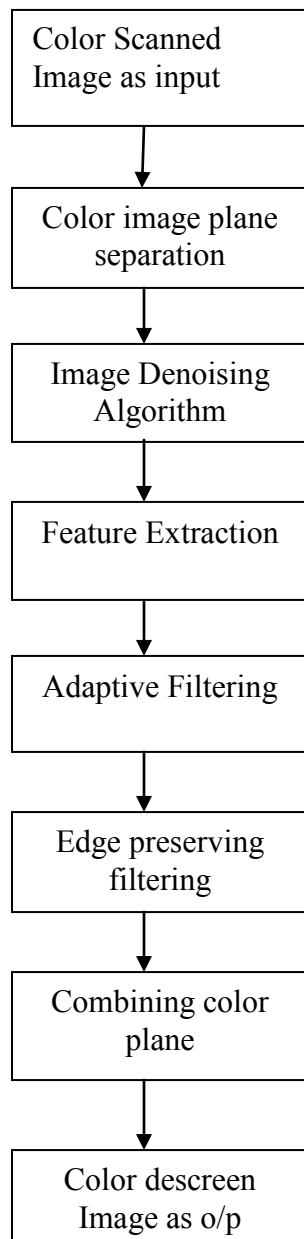 Color Scanned
Image as input
Color image plane
separation
Image Denoising
Algorithm
Feature Extraction
Adaptive Filtering
Edge preserving
filtering
Combining color
plane
Color descreen
Image as o/p